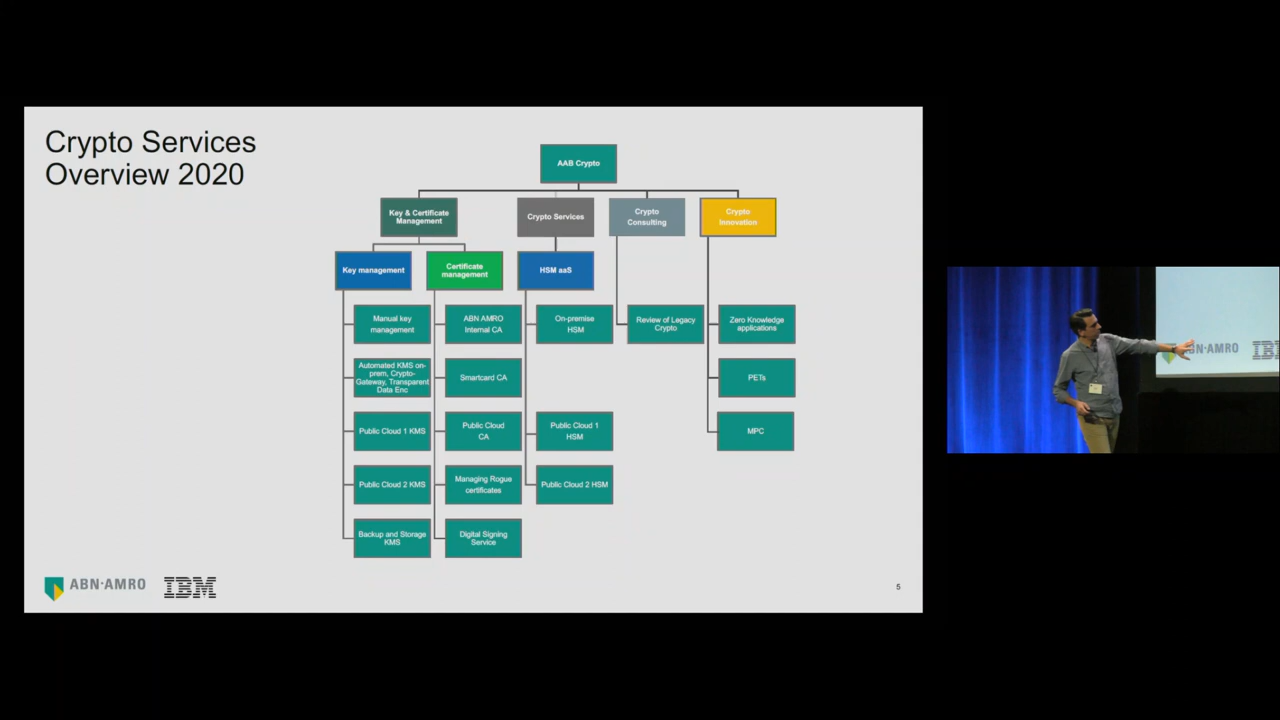 Crypto Services
Overview 2020
AAB Crypto
Key & Certificate
Management
Crypto Services
Crypto
Consulting
Crypto
Innovation
Key management
Certificate
management
HSM aaS
Manual key
management
ABN AMRO
Internal CA
On-premise
HSM
Review of Legacy
Crypto
Zero Knowledge
applications
Automated KMS on-
prem, Crypto-
Gateway, Transparent
Data Enc
Smartcard CA
PETs
Public Cloud 1 KMS
Public Cloud
CA
Public Cloud 1
HSM
MPC
Public Cloud 2 KMS
Managing Rogue
certificates
Public Cloud 2 HSM
Backup and Storage
KMS
Digital Signing
Service
ABN·AMRO
IBM
5
ABN·AMRO
IBM